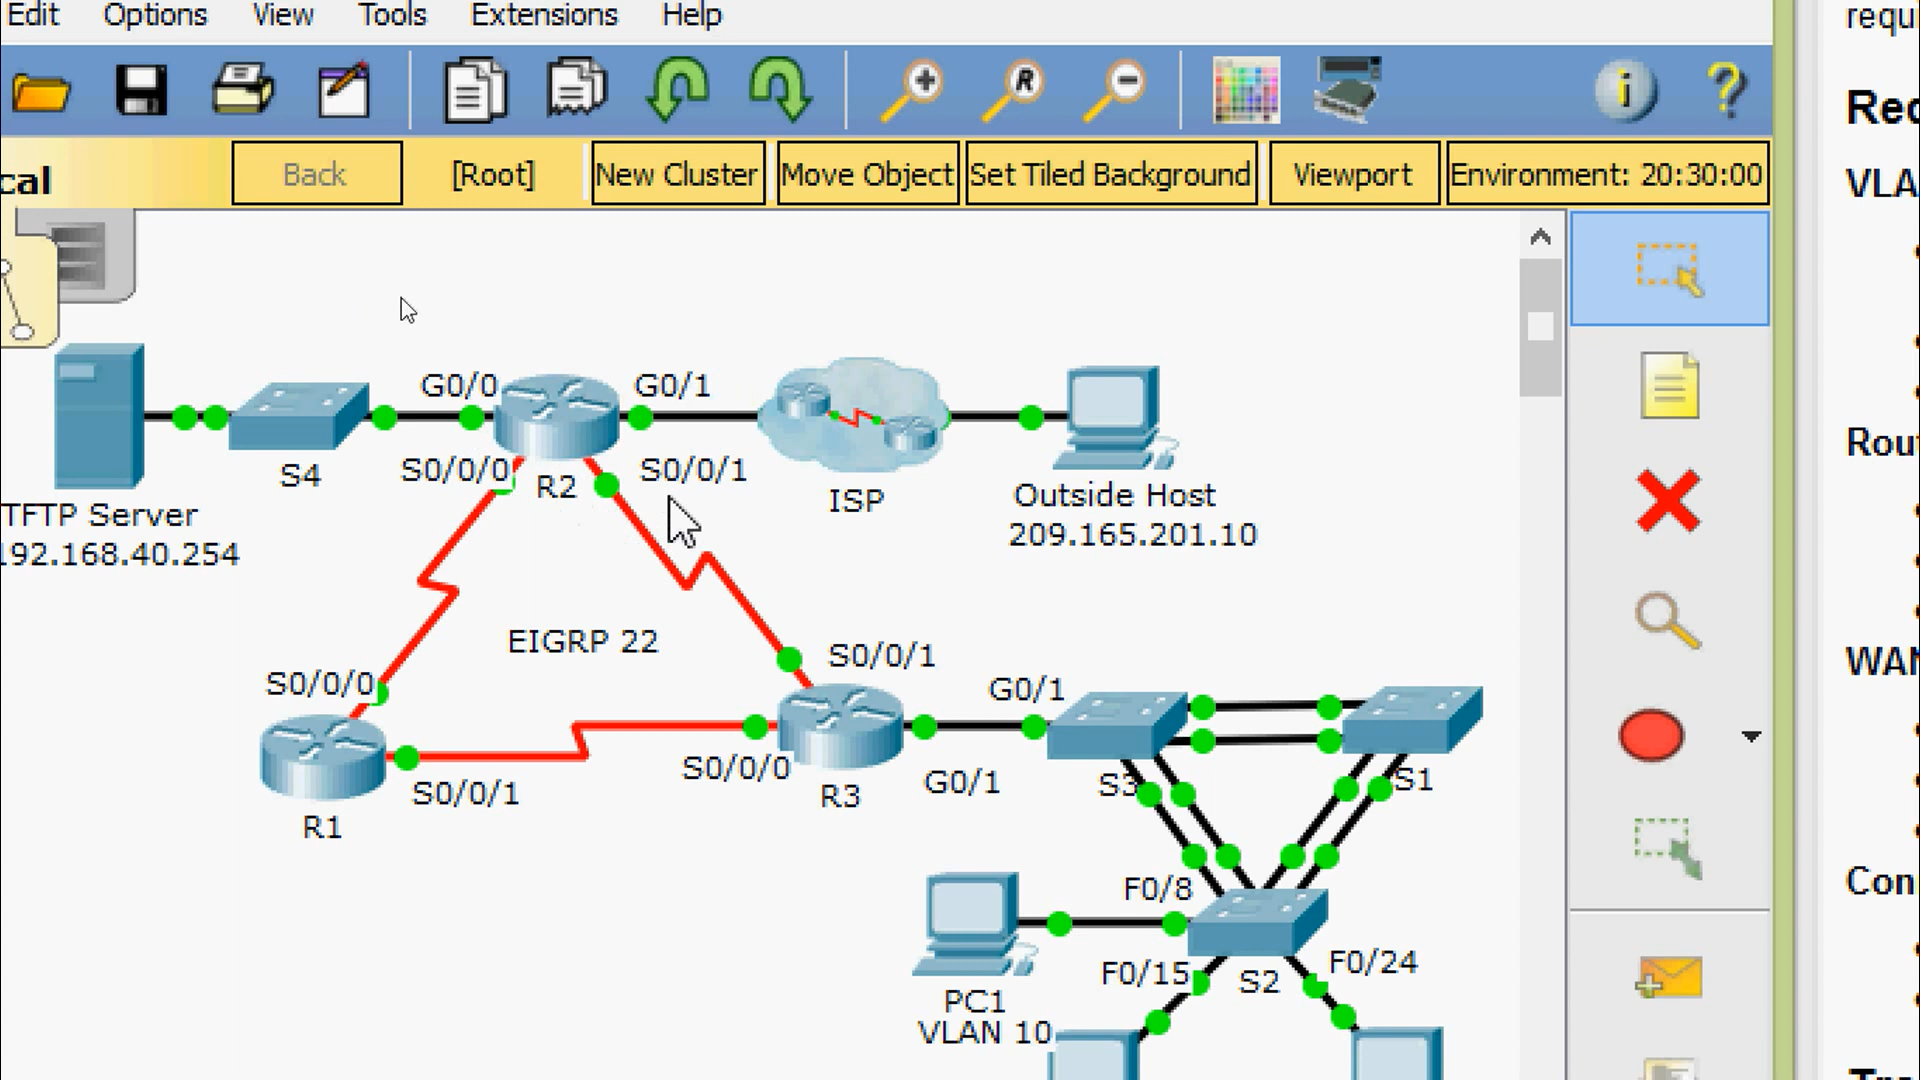 Edit Options View Tools Extensions Help
requ
Rec
cal Back [Root] New Cluster Move Object Set Tiled Background Viewport Environment: 20:30:00
VLA
G0/0 G0/1
S4 S0/0/0 R2 S0/0/1 ISP
Rout
TFTP Server
192.168.40.254
Outside Host
209.165.201.10
EIGRP 22
S0/0/0 S0/0/1 G0/1
WAN
R1 S0/0/1 S0/0/0 R3 G0/1 S3 S1
F0/8
Con
PC1
VLAN 10
F0/15 S2 F0/24